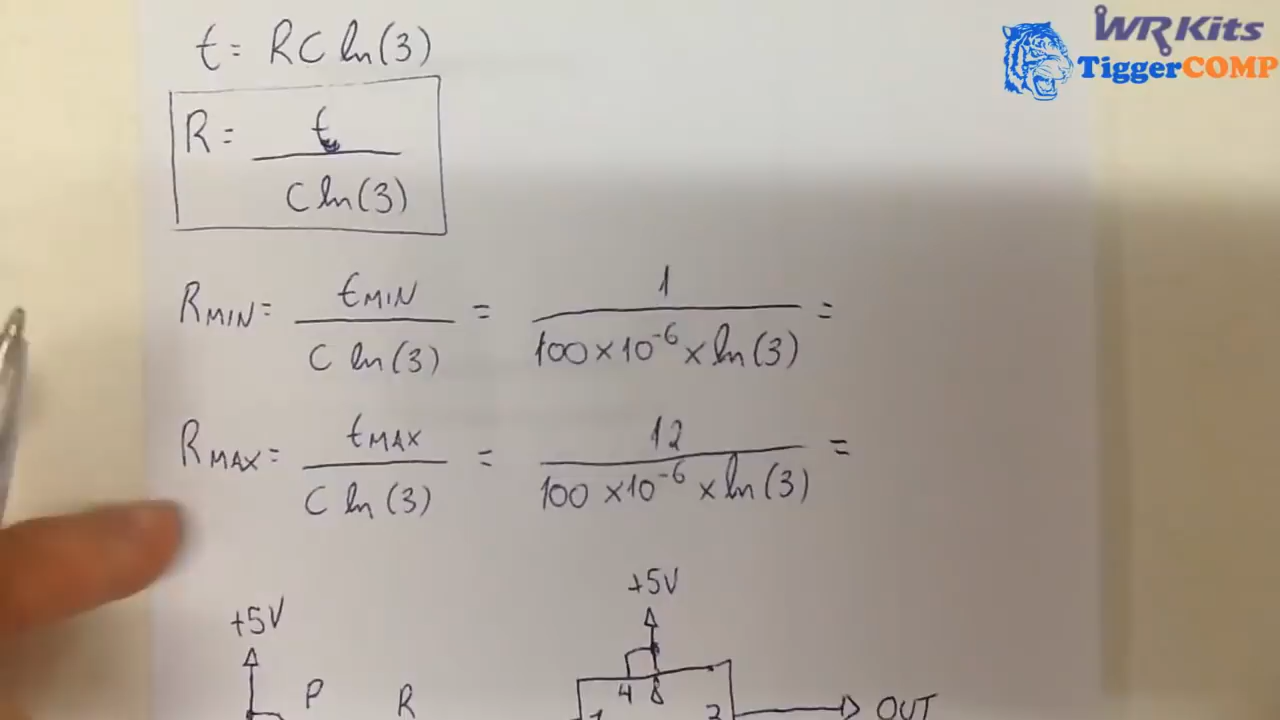 WRKits
TiggerCOMP
t = RC ln(3)
R = t / C ln(3)
RMIN = tMIN / C ln(3) = 1 / 100 × 10⁻⁶ × ln(3) =
RMAX = tMAX / C ln(3) = 12 / 100 × 10⁻⁶ × ln(3) =
+5V
+5V
P R 4 8
3 OUT